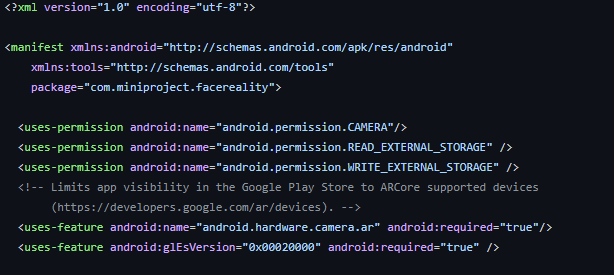 <?xml version="1.0" encoding="utf-8"?>
<manifest xmlns:android="http://schemas.android.com/apk/res/android"
xmlns:tools="http://schemas.android.com/tools"
package="com.miniproject.facereality">
<uses-permission android:name="android.permission.CAMERA"/>
<uses-permission android:name="android.permission.READ_EXTERNAL_STORAGE" />
<uses-permission android:name="android.permission.WRITE_EXTERNAL_STORAGE" />
<!-- Limits app visibility in the Google Play Store to ARCore supported devices
(https://developers.google.com/ar/devices). -->
<uses-feature android:name="android.hardware.camera.ar" android:required="true"/>
<uses-feature android:glEsVersion="0x00020000" android:required="true" />